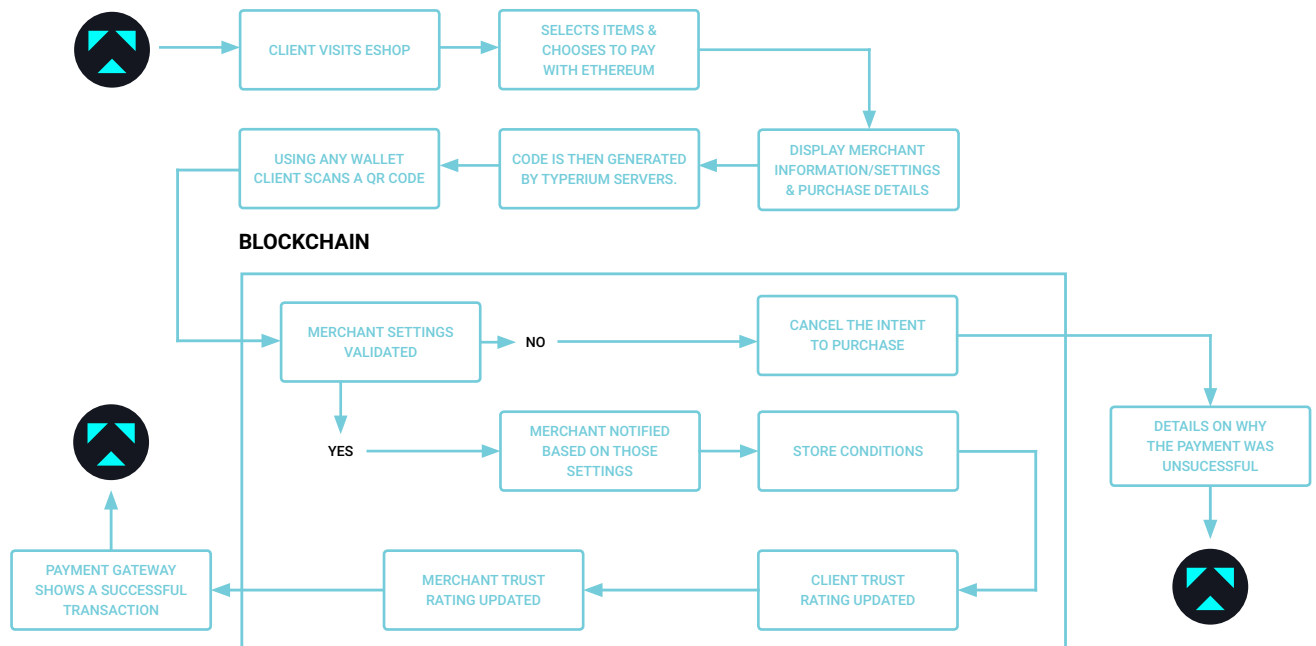 CLIENT VISITS ESHOP
SELECTS ITEMS &
CHOOSES TO PAY
WITH ETHEREUM
DISPLAY MERCHANT
INFORMATION/SETTINGS
& PURCHASE DETAILS
CODE IS THEN GENERATED
BY TYPERIUM SERVERS.
USING ANY WALLET
CLIENT SCANS A QR CODE
BLOCKCHAIN
MERCHANT SETTINGS
VALIDATED
NO
CANCEL THE INTENT
TO PURCHASE
DETAILS ON WHY
THE PAYMENT WAS
UNSUCESSFUL
YES
MERCHANT NOTIFIED
BASED ON THOSE
SETTINGS
STORE CONDITIONS
CLIENT TRUST
RATING UPDATED
MERCHANT TRUST
RATING UPDATED
PAYMENT GATEWAY
SHOWS A SUCCESSFUL
TRANSACTION